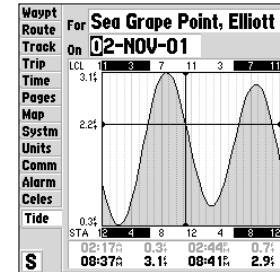 Waypt
Route
Track
Trip
Time
Pages
Map
Systm
Units
Comm
Alarm
Celes
Tide
S
For Sea Grape Point, Elliott
On 02-NOV-01
LCL 11 3 7 11 3 7 11
3.1
2.2
0.3
STA 12 4 8 12 4 8 12
02:17 0.3 02:44 0.7
08:37 3.1 08:41 2.9